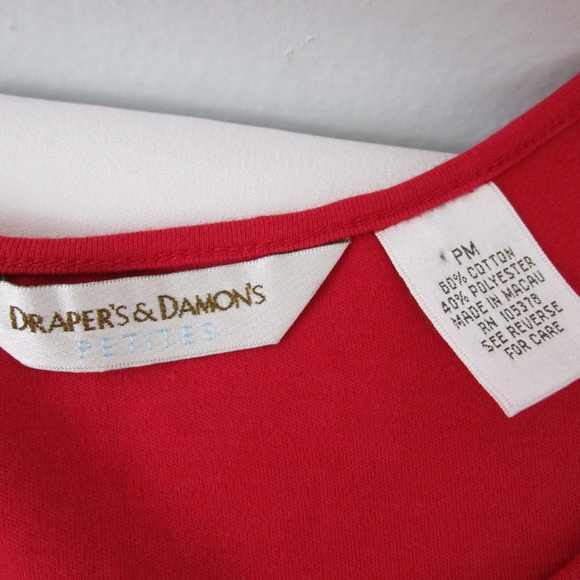 DRAPER'S & DAMON'S
PETITES
PM
60% COTTON
40% POLYESTER
MADE IN MACAU
RN 105378
SEE REVERSE
FOR CARE